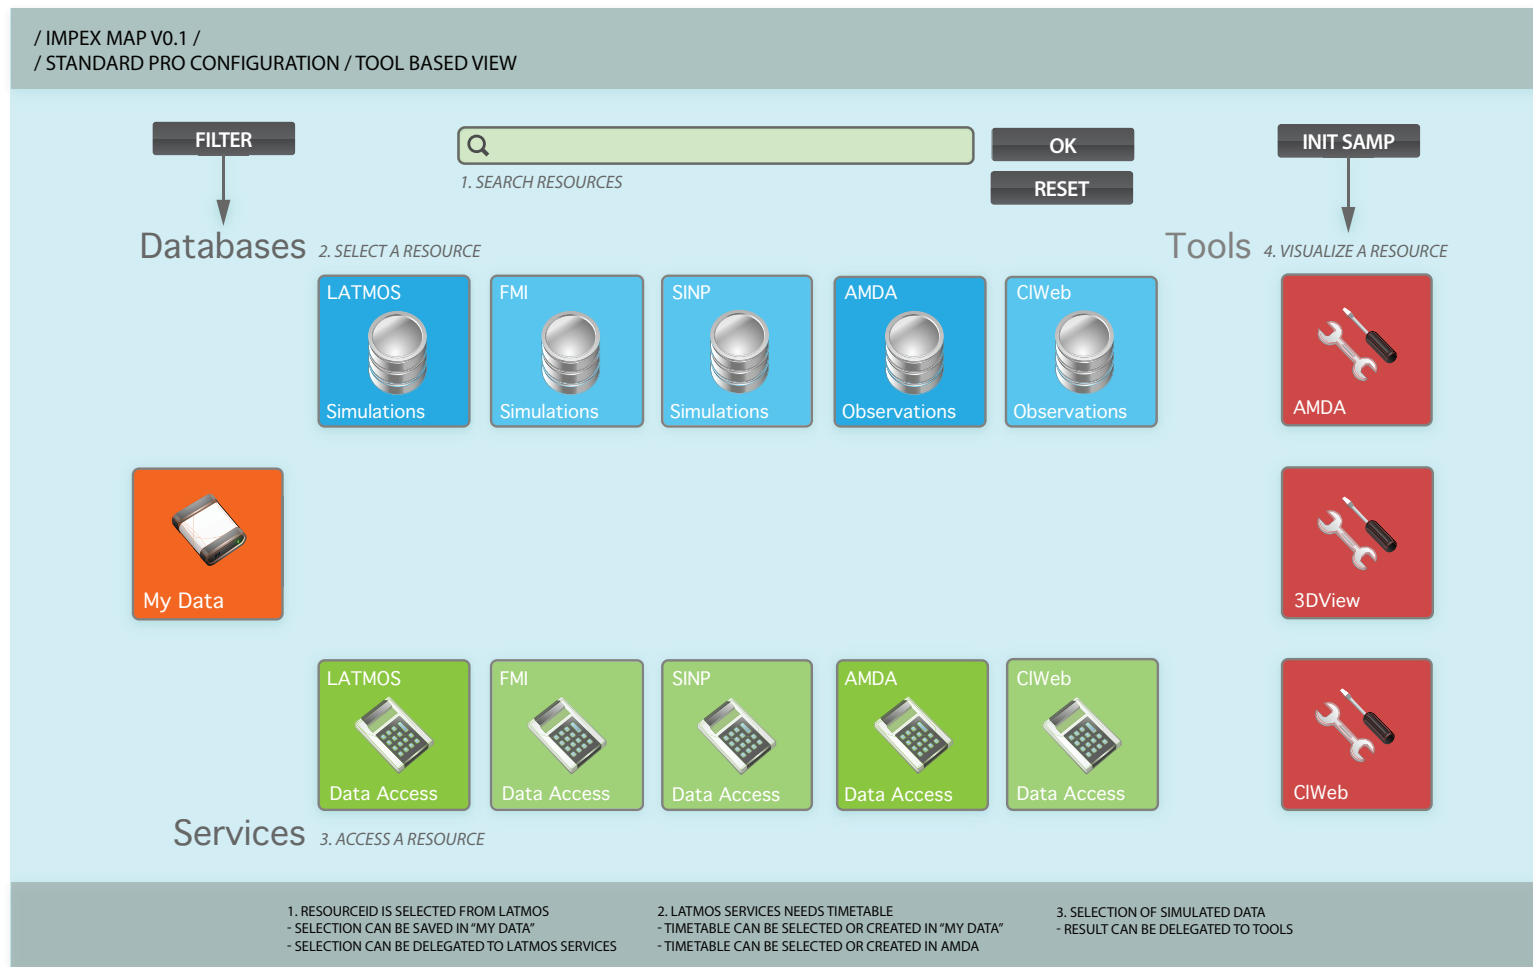 / IMPEX MAP V0.1 /
/ STANDARD PRO CONFIGURATION / TOOL BASED VIEW
FILTER
OK
INIT SAMP
1. SEARCH RESOURCES
RESET
Databases 2. SELECT A RESOURCE
Tools 4. VISUALIZE A RESOURCE
LATMOS
Simulations
FMI
Simulations
SINP
Simulations
AMDA
Observations
ClWeb
Observations
AMDA
My Data
3DView
LATMOS
Data Access
FMI
Data Access
SINP
Data Access
AMDA
Data Access
ClWeb
Data Access
ClWeb
Services 3. ACCESS A RESOURCE
1. RESOURCEID IS SELECTED FROM LATMOS
- SELECTION CAN BE SAVED IN “MY DATA”
- SELECTION CAN BE DELEGATED TO LATMOS SERVICES
2. LATMOS SERVICES NEEDS TIMETABLE
- TIMETABLE CAN BE SELECTED OR CREATED IN “MY DATA”
- TIMETABLE CAN BE SELECTED OR CREATED IN AMDA
3. SELECTION OF SIMULATED DATA
- RESULT CAN BE DELEGATED TO TOOLS